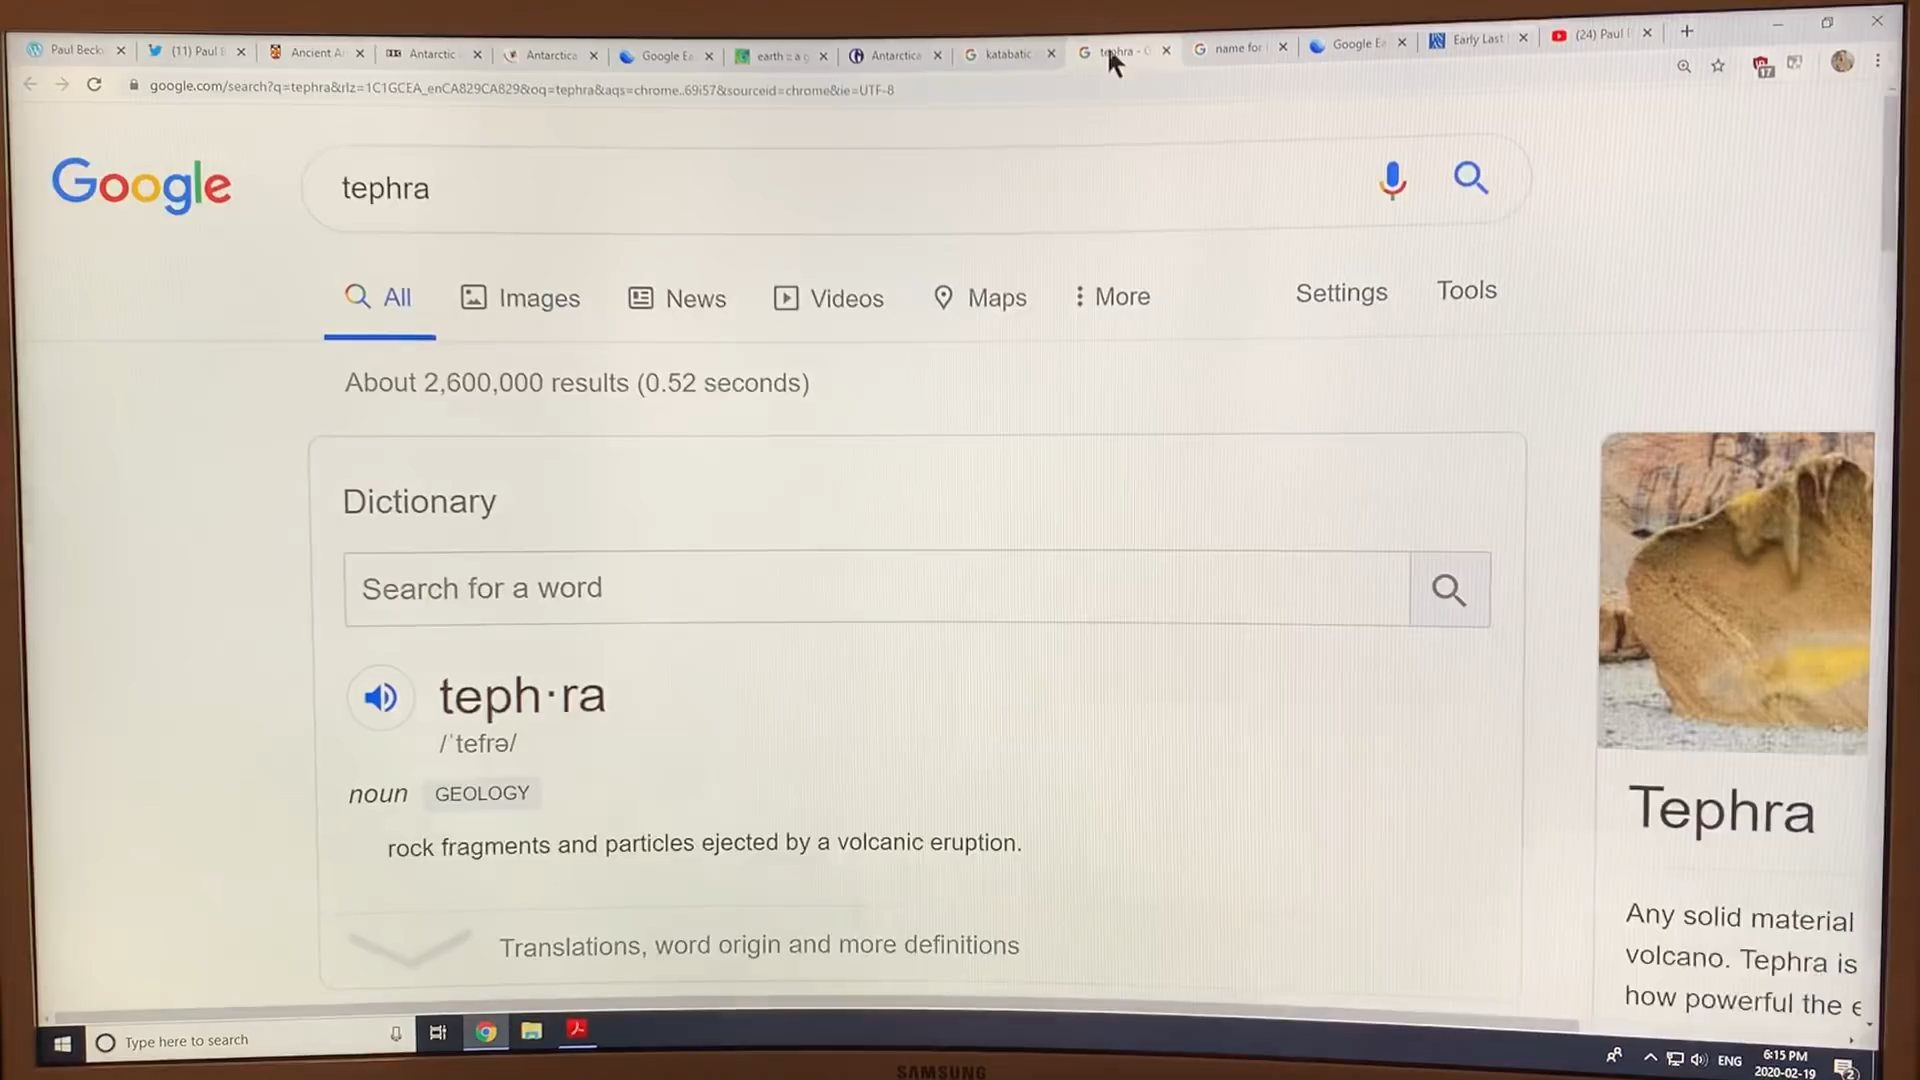 Paul Beck
(11) Paul
Ancient A
Antarctic
Antarctica
Google Ea
earth :: a g
Antarctica
katabatic
tephra - G
name for
Google Ea
Early Last
(24) Paul
google.com/search?q=tephra&rlz=1C1GCEA_enCA829CA829&oq=tephra&aqs=chrome..69i57&sourceid=chrome&ie=UTF-8
17
Google
tephra
All
Images
News
Videos
Maps
More
Settings
Tools
About 2,600,000 results (0.52 seconds)
Dictionary
Search for a word
teph·ra
/ˈtefrə/
noun
GEOLOGY
rock fragments and particles ejected by a volcanic eruption.
Translations, word origin and more definitions
Tephra
Any solid material
volcano. Tephra is
how powerful the e
Type here to search
ENG
6:15 PM
2020-02-19
2
SAMSUNG